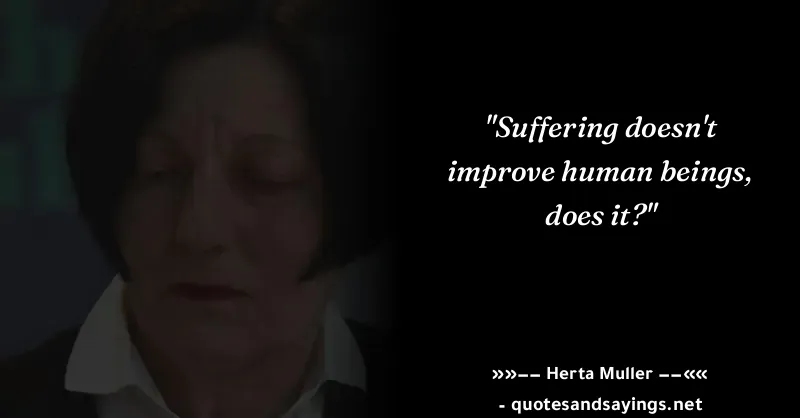 "Suffering doesn't
improve human beings,
does it?"
»»–– Herta Muller ––««
- quotesandsayings.net